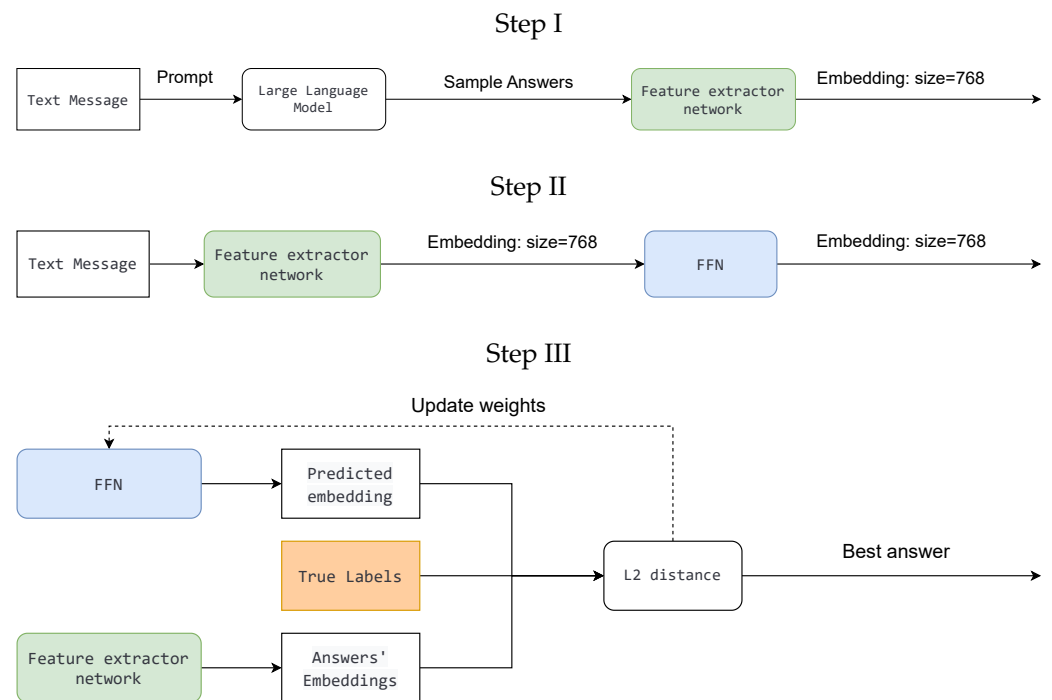 Step I
Text Message
Prompt
Large Language
Model
Sample Answers
Feature extractor
network
Embedding: size=768
Step II
Text Message
Feature extractor
network
Embedding: size=768
FFN
Embedding: size=768
Step III
Update weights
FFN
Predicted
embedding
True Labels
L2 distance
Best answer
Feature extractor
network
Answers'
Embeddings